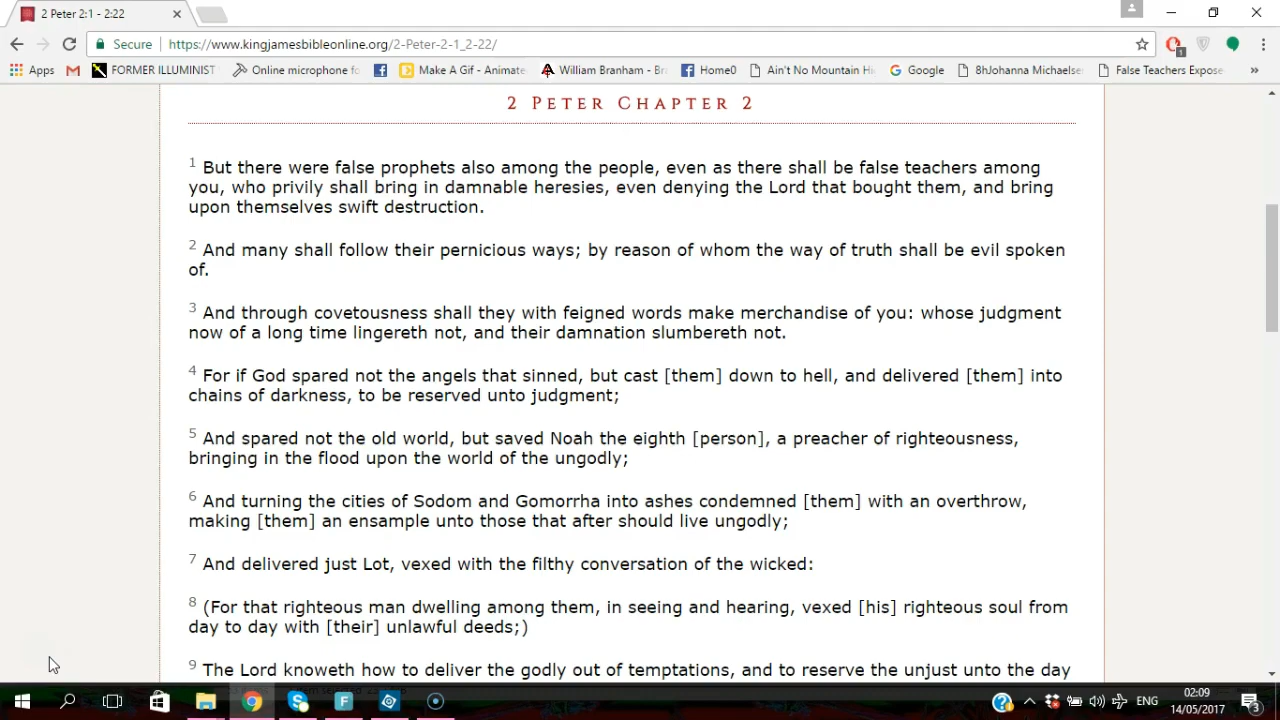 2 Peter 2:1 - 2:22
Secure
https://www.kingjamesbibleonline.org/2-Peter-2-1_2-22/
1
Apps
FORMER ILLUMINIST
Online microphone fo
Make A Gif - Animate
William Branham - Bra
Home0
Ain't No Mountain Hi
Google
8hJohanna Michaelse
False Teachers Expose
»
2 Peter Chapter 2
1 But there were false prophets also among the people, even as there shall be false teachers among
you, who privily shall bring in damnable heresies, even denying the Lord that bought them, and bring
upon themselves swift destruction.
2 And many shall follow their pernicious ways; by reason of whom the way of truth shall be evil spoken
of.
3 And through covetousness shall they with feigned words make merchandise of you: whose judgment
now of a long time lingereth not, and their damnation slumbereth not.
4 For if God spared not the angels that sinned, but cast [them] down to hell, and delivered [them] into
chains of darkness, to be reserved unto judgment;
5 And spared not the old world, but saved Noah the eighth [person], a preacher of righteousness,
bringing in the flood upon the world of the ungodly;
6 And turning the cities of Sodom and Gomorrha into ashes condemned [them] with an overthrow,
making [them] an ensample unto those that after should live ungodly;
7 And delivered just Lot, vexed with the filthy conversation of the wicked:
8 (For that righteous man dwelling among them, in seeing and hearing, vexed [his] righteous soul from
day to day with [their] unlawful deeds;)
9 The Lord knoweth how to deliver the godly out of temptations, and to reserve the unjust unto the day
ENG
02:09
14/05/2017
3